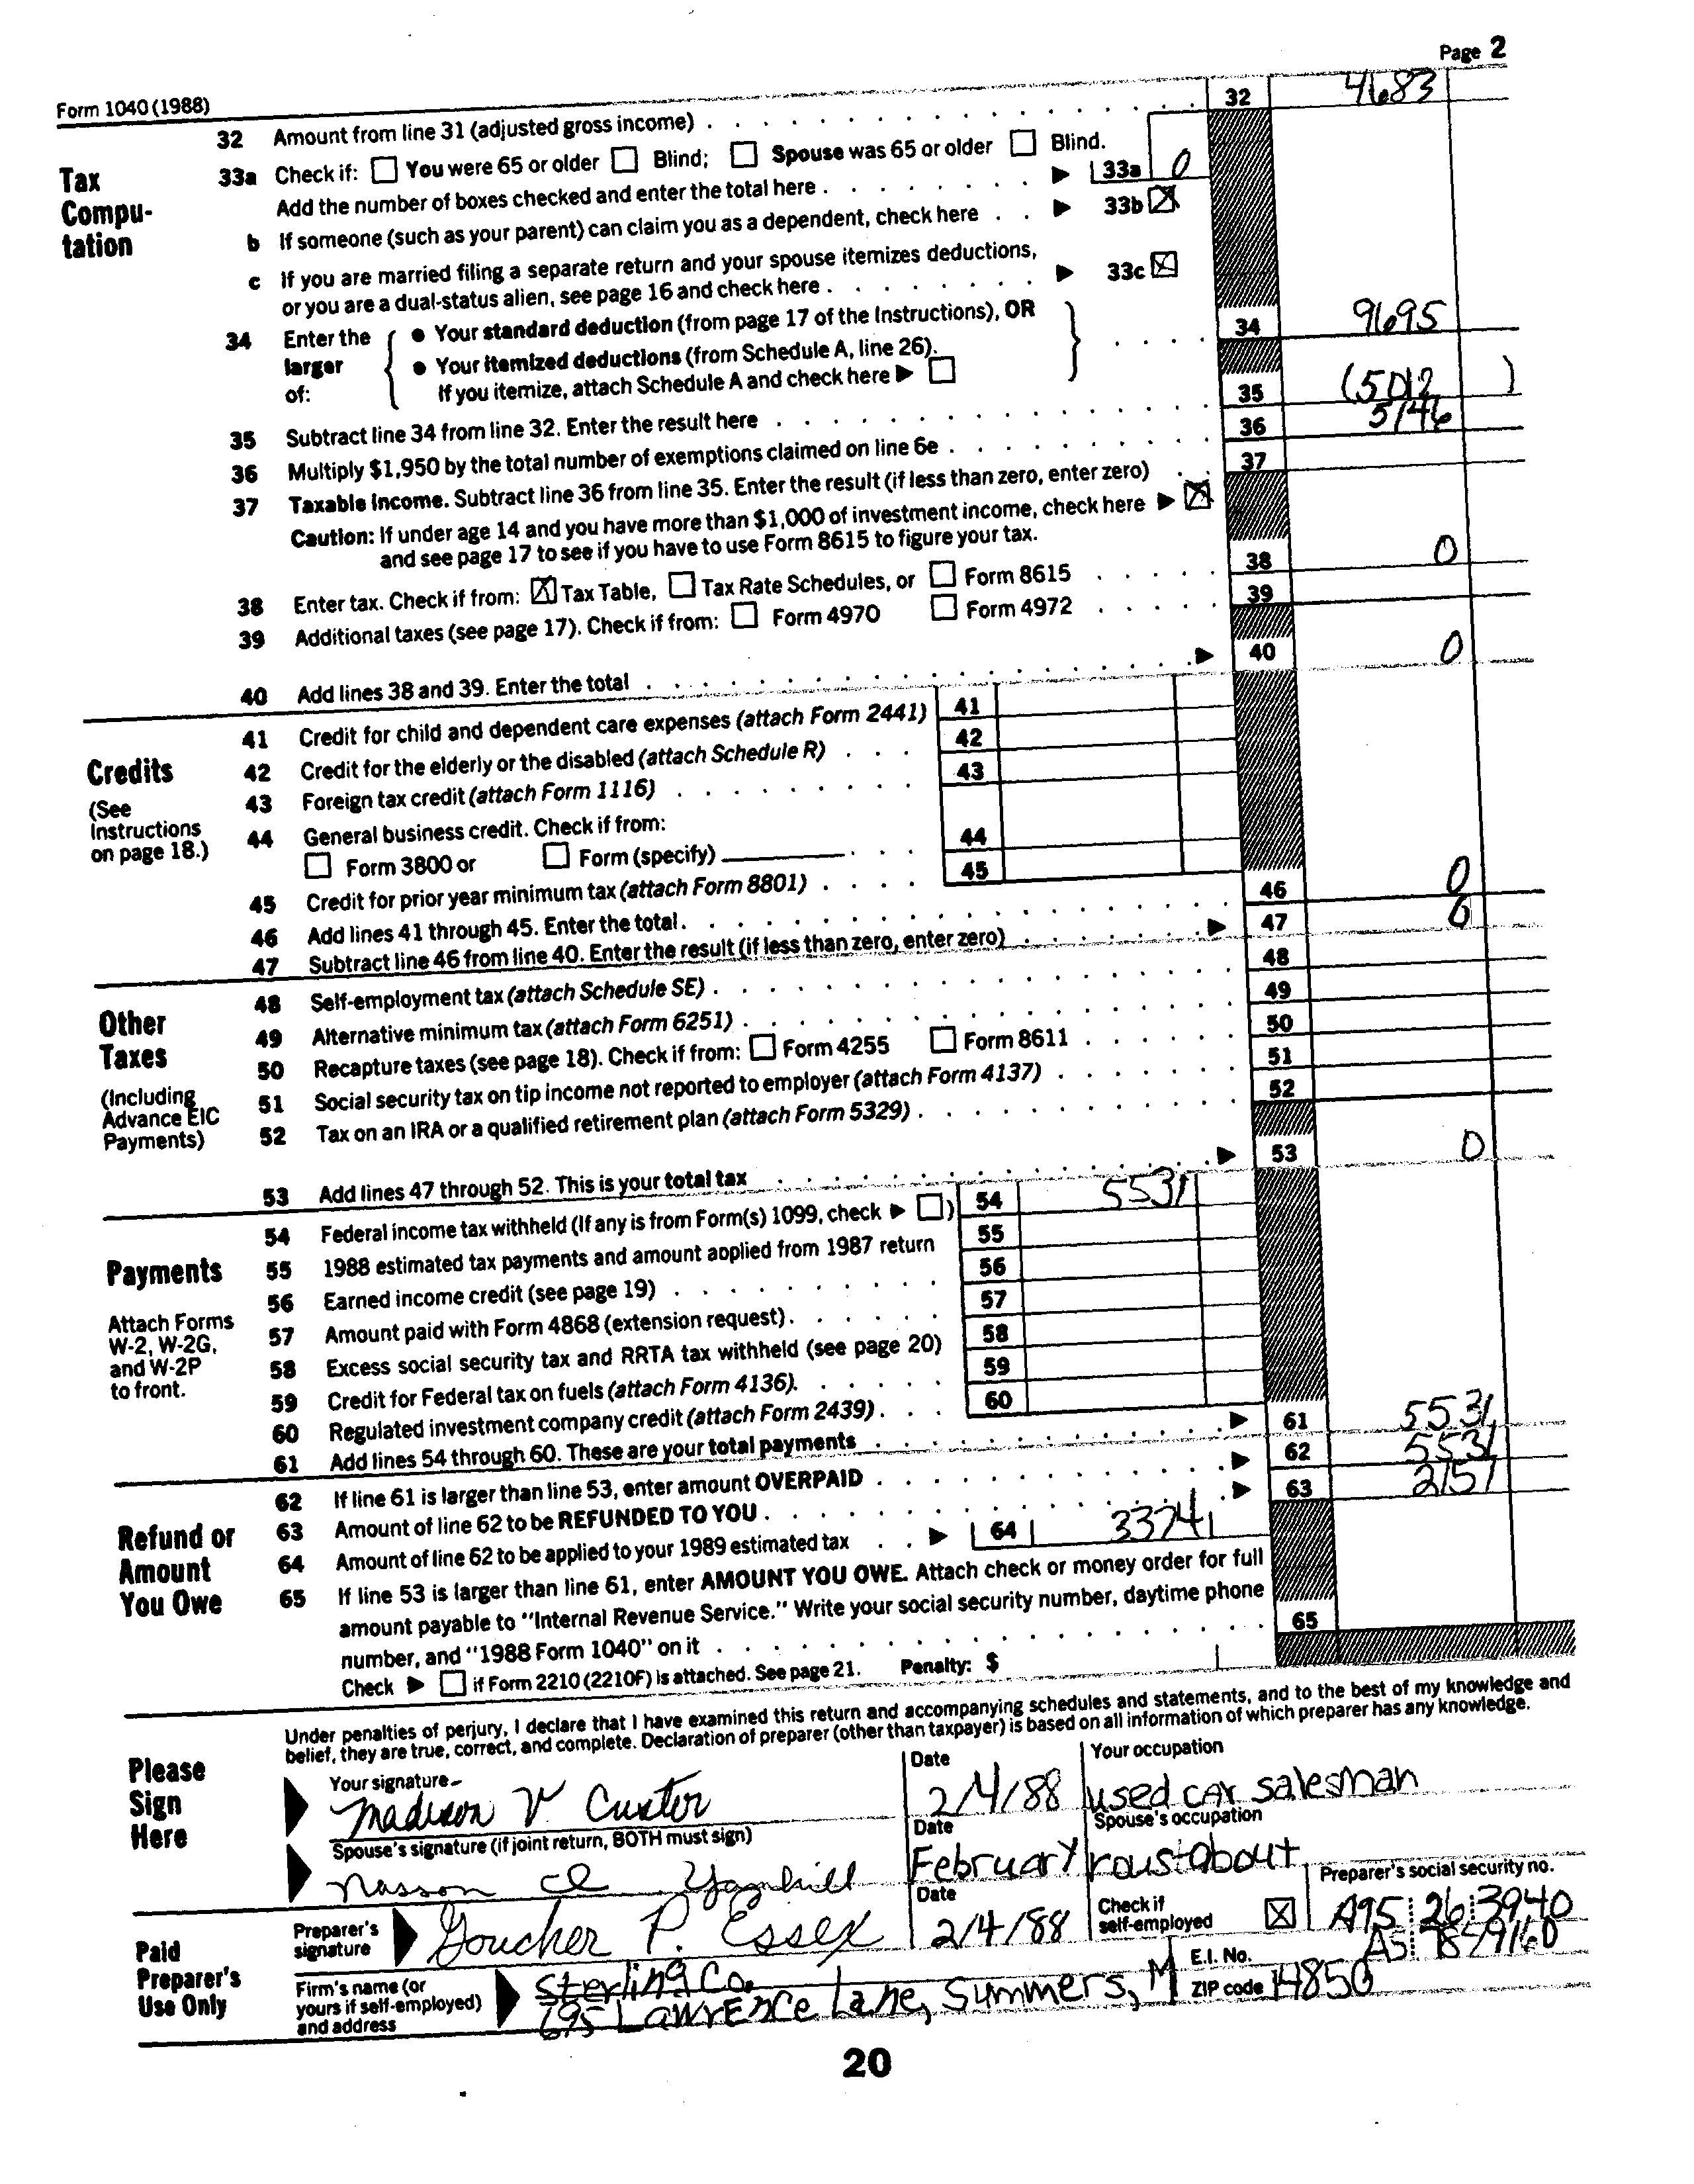 Page 2
Form 1040 (1988)
32 Amount from line 31 (adjusted gross income) 32 4683
Tax Compu-tation
33a Check if: You were 65 or older Blind; Spouse was 65 or older Blind.
Add the number of boxes checked and enter the total here 33a 0
b If someone (such as your parent) can claim you as a dependent, check here 33b
c If you are married filing a separate return and your spouse itemizes deductions,
or you are a dual-status alien, see page 16 and check here 33c
34 Enter the larger of:
● Your standard deduction (from page 17 of the Instructions), OR
● Your itemized deductions (from Schedule A, line 26).
If you itemize, attach Schedule A and check here
34 9695
35 Subtract line 34 from line 32. Enter the result here 35 (5012)
36 Multiply $1,950 by the total number of exemptions claimed on line 6e 36 5146
37 Taxable income. Subtract line 36 from line 35. Enter the result (if less than zero, enter zero) 37
Caution: If under age 14 and you have more than $1,000 of investment income, check here
and see page 17 to see if you have to use Form 8615 to figure your tax.
38 Enter tax. Check if from: Tax Table, Tax Rate Schedules, or Form 8615 38 0
39 Additional taxes (see page 17). Check if from: Form 4970 Form 4972 39
40 Add lines 38 and 39. Enter the total 40 0
Credits
(See
Instructions
on page 18.)
41 Credit for child and dependent care expenses (attach Form 2441) 41
42 Credit for the elderly or the disabled (attach Schedule R) 42
43 Foreign tax credit (attach Form 1116) 43
44 General business credit. Check if from:
Form 3800 or Form (specify) 44
45 Credit for prior year minimum tax (attach Form 8801) 45
46 Add lines 41 through 45. Enter the total. 46 0
47 Subtract line 46 from line 40. Enter the result (if less than zero, enter zero) 47 0
Other
Taxes
(Including
Advance EIC
Payments)
48 Self-employment tax (attach Schedule SE) 48
49 Alternative minimum tax (attach Form 6251) 49
50 Recapture taxes (see page 18). Check if from: Form 4255 Form 8611 50
51 Social security tax on tip income not reported to employer (attach Form 4137) 51
52 Tax on an IRA or a qualified retirement plan (attach Form 5329) 52
53 Add lines 47 through 52. This is your total tax 53 0
Payments
Attach Forms
W-2, W-2G,
and W-2P
to front.
54 Federal income tax withheld (If any is from Form(s) 1099, check ) 54 5531
55 1988 estimated tax payments and amount applied from 1987 return 55
56 Earned income credit (see page 19) 56
57 Amount paid with Form 4868 (extension request) 57
58 Excess social security tax and RRTA tax withheld (see page 20) 58
59 Credit for Federal tax on fuels (attach Form 4136). 59
60 Regulated investment company credit (attach Form 2439) 60
61 Add lines 54 through 60. These are your total payments 61 5531
Refund or
Amount
You Owe
62 If line 61 is larger than line 53, enter amount OVERPAID 62 5531
63 Amount of line 62 to be REFUNDED TO YOU 63 2157
64 Amount of line 62 to be applied to your 1989 estimated tax 64 3374
65 If line 53 is larger than line 61, enter AMOUNT YOU OWE. Attach check or money order for full
amount payable to "Internal Revenue Service." Write your social security number, daytime phone
number, and "1988 Form 1040" on it 65
Check if Form 2210 (2210F) is attached. See page 21. Penalty: $
Please
Sign
Here
Under penalties of perjury, I declare that I have examined this return and accompanying schedules and statements, and to the best of my knowledge and
belief, they are true, correct, and complete. Declaration of preparer (other than taxpayer) is based on all information of which preparer has any knowledge.
Your signature Date Your occupation
Madison V. Custor 2/4/88 used car salesman
Spouse's signature (if joint return, BOTH must sign) Date Spouse's occupation
Nasson Yamhill February roustabout
Paid
Preparer's
Use Only
Preparer's signature Goucher P. Essex Date 2/4/88 Check if self-employed Preparer's social security no. A95 26 3940
Firm's name (or
yours if self-employed)
and address
Sterling Co. E.I. No.
695 Lawrence Lane, Summers, M ZIP code 14850
20